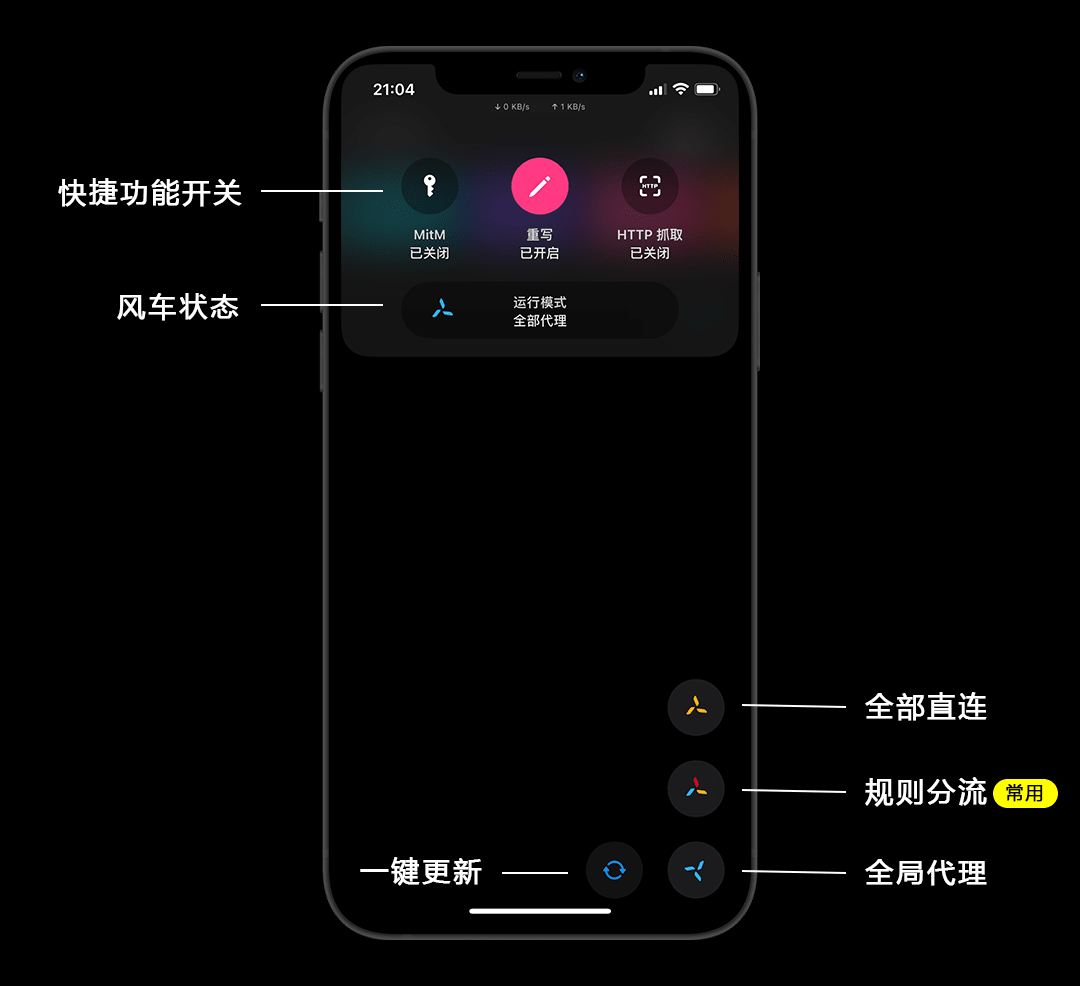 21:04
↓ 0 KB/s ↑ 1 KB/s
快捷功能开关
HTTP
MitM 重写 HTTP 抓取
已关闭 已开启 已关闭
风车状态
运行模式
全部代理
全部直连
规则分流 常用
一键更新
全局代理